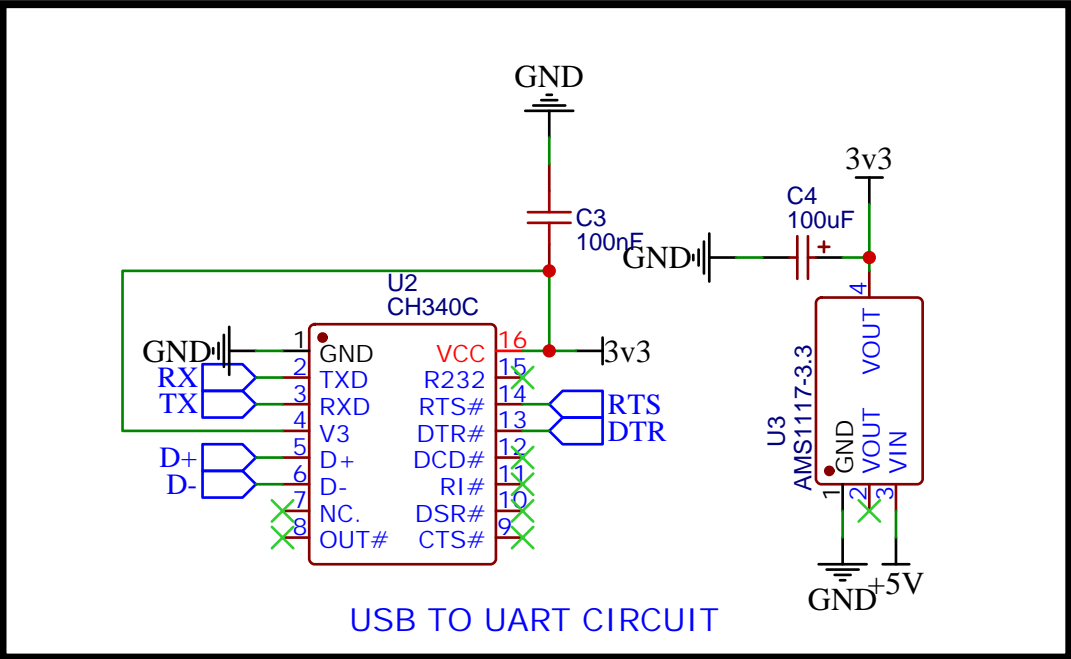 GND
C3
100nF
3v3
C4
100uF
GND
4
VOUT
U3
AMS1117-3.3
GND
VOUT
VIN
1
2
3
GND
+5V
U2
CH340C
GND
1
GND
VCC
16
3v3
RX
2
TXD
R232
15
TX
3
RXD
RTS#
14
RTS
4
V3
DTR#
13
DTR
D+
5
D+
DCD#
12
D-
6
D-
RI#
11
7
NC.
DSR#
10
8
OUT#
CTS#
9
USB TO UART CIRCUIT